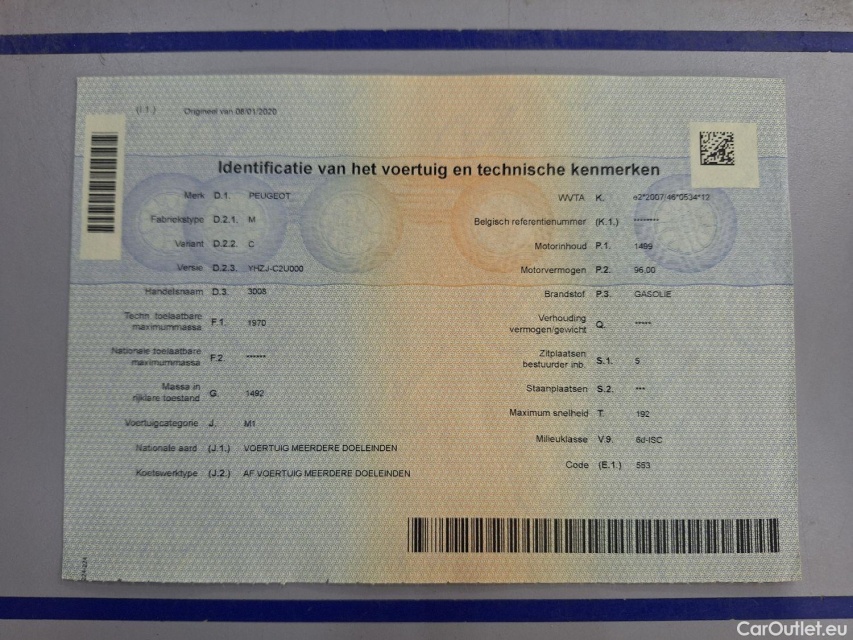 (I.1.) Origineel van 08/01/2020
Identificatie van het voertuig en technische kenmerken
Merk D.1. PEUGEOT
Fabriekstype D.2.1. M
Variant D.2.2. C
Versie D.2.3. YHZJ-C2U000
Handelsnaam D.3. 3008
Techn. toelaatbare
maximummassa F.1. 1970
Nationale toelaatbare
maximummassa F.2. ******
Massa in
rijklare toestand G. 1492
Voertuigcategorie J. M1
Nationale aard (J.1.) VOERTUIG MEERDERE DOELEINDEN
Koetswerktype (J.2.) AF VOERTUIG MEERDERE DOELEINDEN
WVTA K. e2*2007/46*0534*12
Belgisch referentienummer (K.1.) *******
Motorinhoud P.1. 1499
Motorvermogen P.2. 96,00
Brandstof P.3. GASOLIE
Verhouding
vermogen/gewicht Q. *****
Zitplaatsen
bestuurder inb. S.1. 5
Staanplaatsen S.2. ***
Maximum snelheid T. 192
Milieuklasse V.9. 6d-ISC
Code (E.1.) 553
CarOutlet.eu